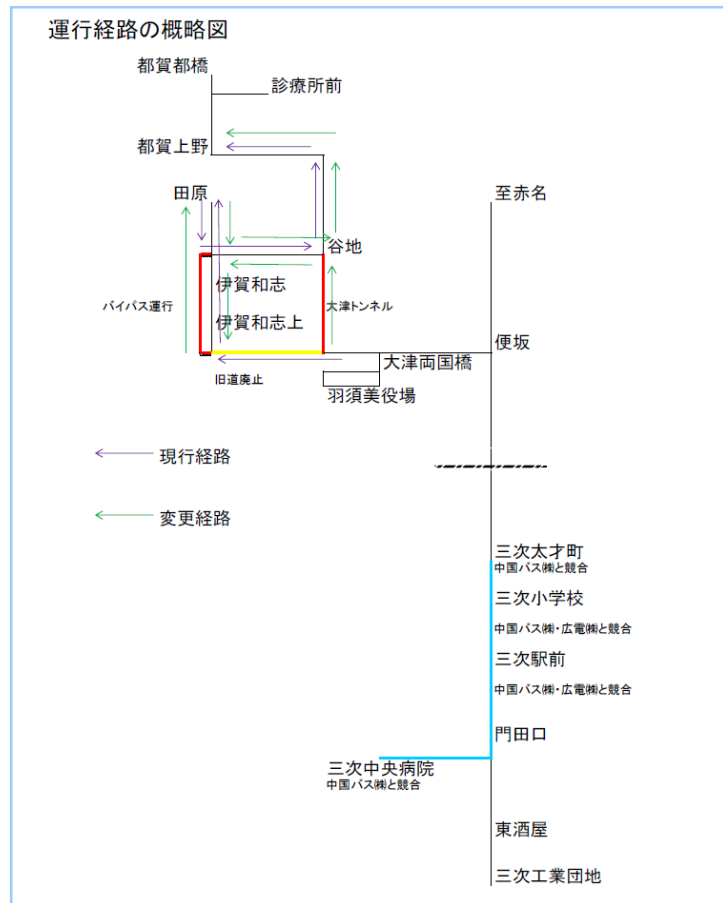 運行経路の概略図
都賀都橋
診療所前
都賀上野
田原
至赤名
谷地
伊賀和志
バイパス運行
大津トンネル
伊賀和志上
便坂
大津両国橋
旧道廃止
羽須美役場
現行経路
変更経路
三次太才町
中国バス㈱と競合
三次小学校
中国バス㈱・広電㈱と競合
三次駅前
中国バス㈱・広電㈱と競合
門田口
三次中央病院
中国バス㈱と競合
東酒屋
三次工業団地